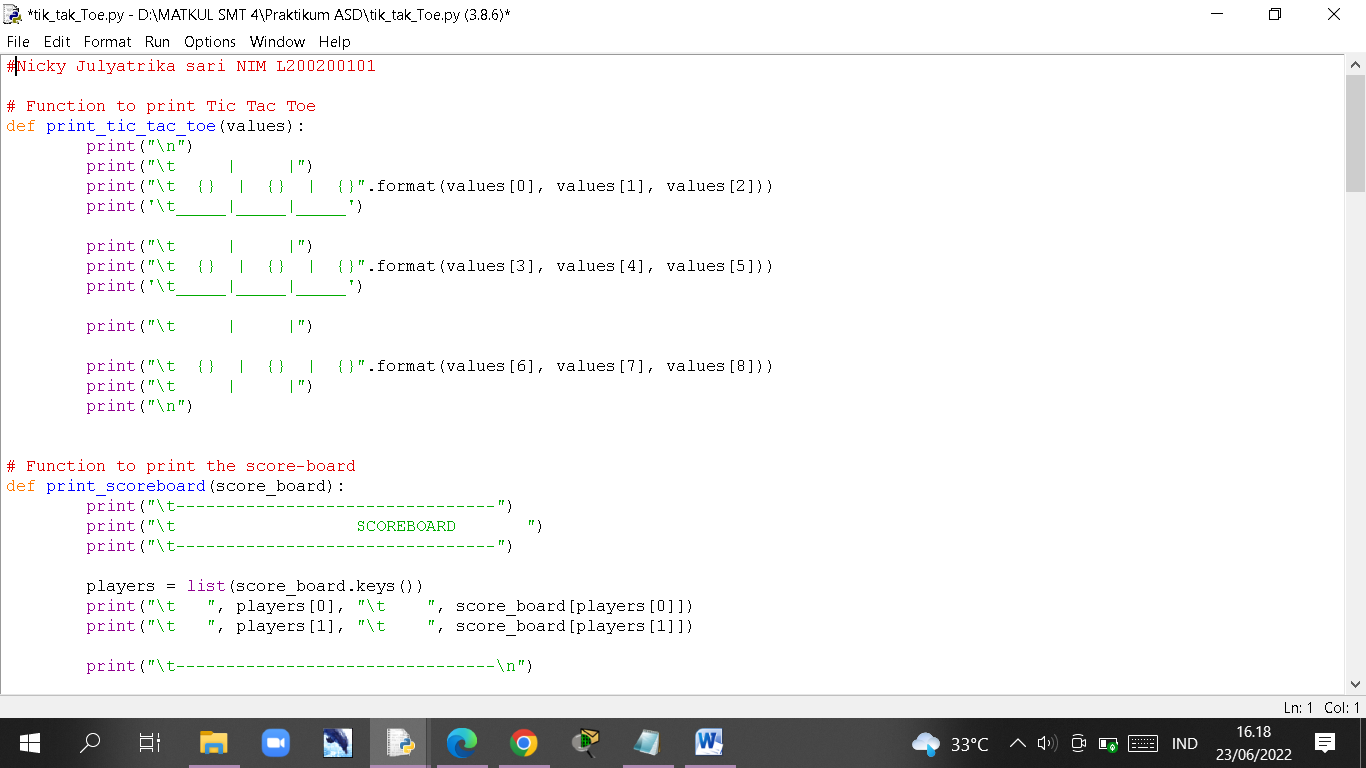 *tik_tak_Toe.py - D:\MATKUL SMT 4\Praktikum ASD\tik_tak_Toe.py (3.8.6)*
File Edit Format Run Options Window Help
#Nicky Julyatrika sari NIM L200200101
# Function to print Tic Tac Toe
def print_tic_tac_toe(values):
        print("\n")
        print("\t     |     |")
        print("\t  {}  |  {}  |  {}".format(values[0], values[1], values[2]))
        print('\t_____|_____|_____')
        print("\t     |     |")
        print("\t  {}  |  {}  |  {}".format(values[3], values[4], values[5]))
        print('\t_____|_____|_____')
        print("\t     |     |")
        print("\t  {}  |  {}  |  {}".format(values[6], values[7], values[8]))
        print("\t     |     |")
        print("\n")
# Function to print the score-board
def print_scoreboard(score_board):
        print("\t--------------------------------")
        print("\t                  SCOREBOARD       ")
        print("\t--------------------------------")
        players = list(score_board.keys())
        print("\t   ", players[0], "\t    ", score_board[players[0]])
        print("\t   ", players[1], "\t    ", score_board[players[1]])
        print("\t--------------------------------\n")
Ln: 1 Col: 1
33°C
IND
16.18
23/06/2022